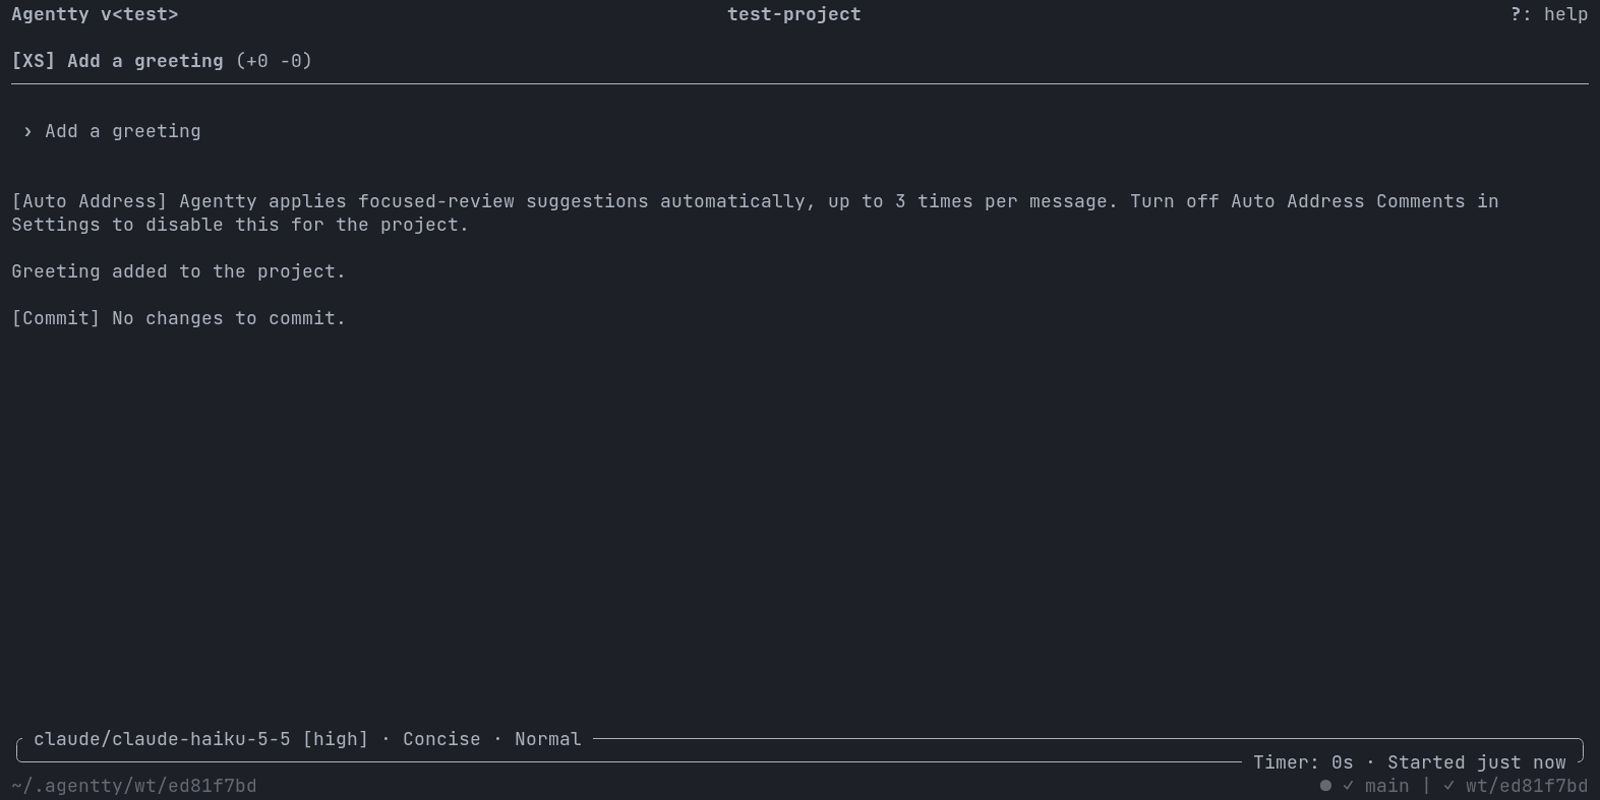 Agentty v<test> test-project ?: help
[XS] Add a greeting (+0 -0)
› Add a greeting
[Auto Address] Agentty applies focused-review suggestions automatically, up to 3 times per message. Turn off Auto Address Comments in
Settings to disable this for the project.
Greeting added to the project.
[Commit] No changes to commit.
claude/claude-haiku-5-5 [high] · Concise · Normal
Timer: 0s · Started just now
~/.agentty/wt/ed81f7bd ● ✓ main | ✓ wt/ed81f7bd